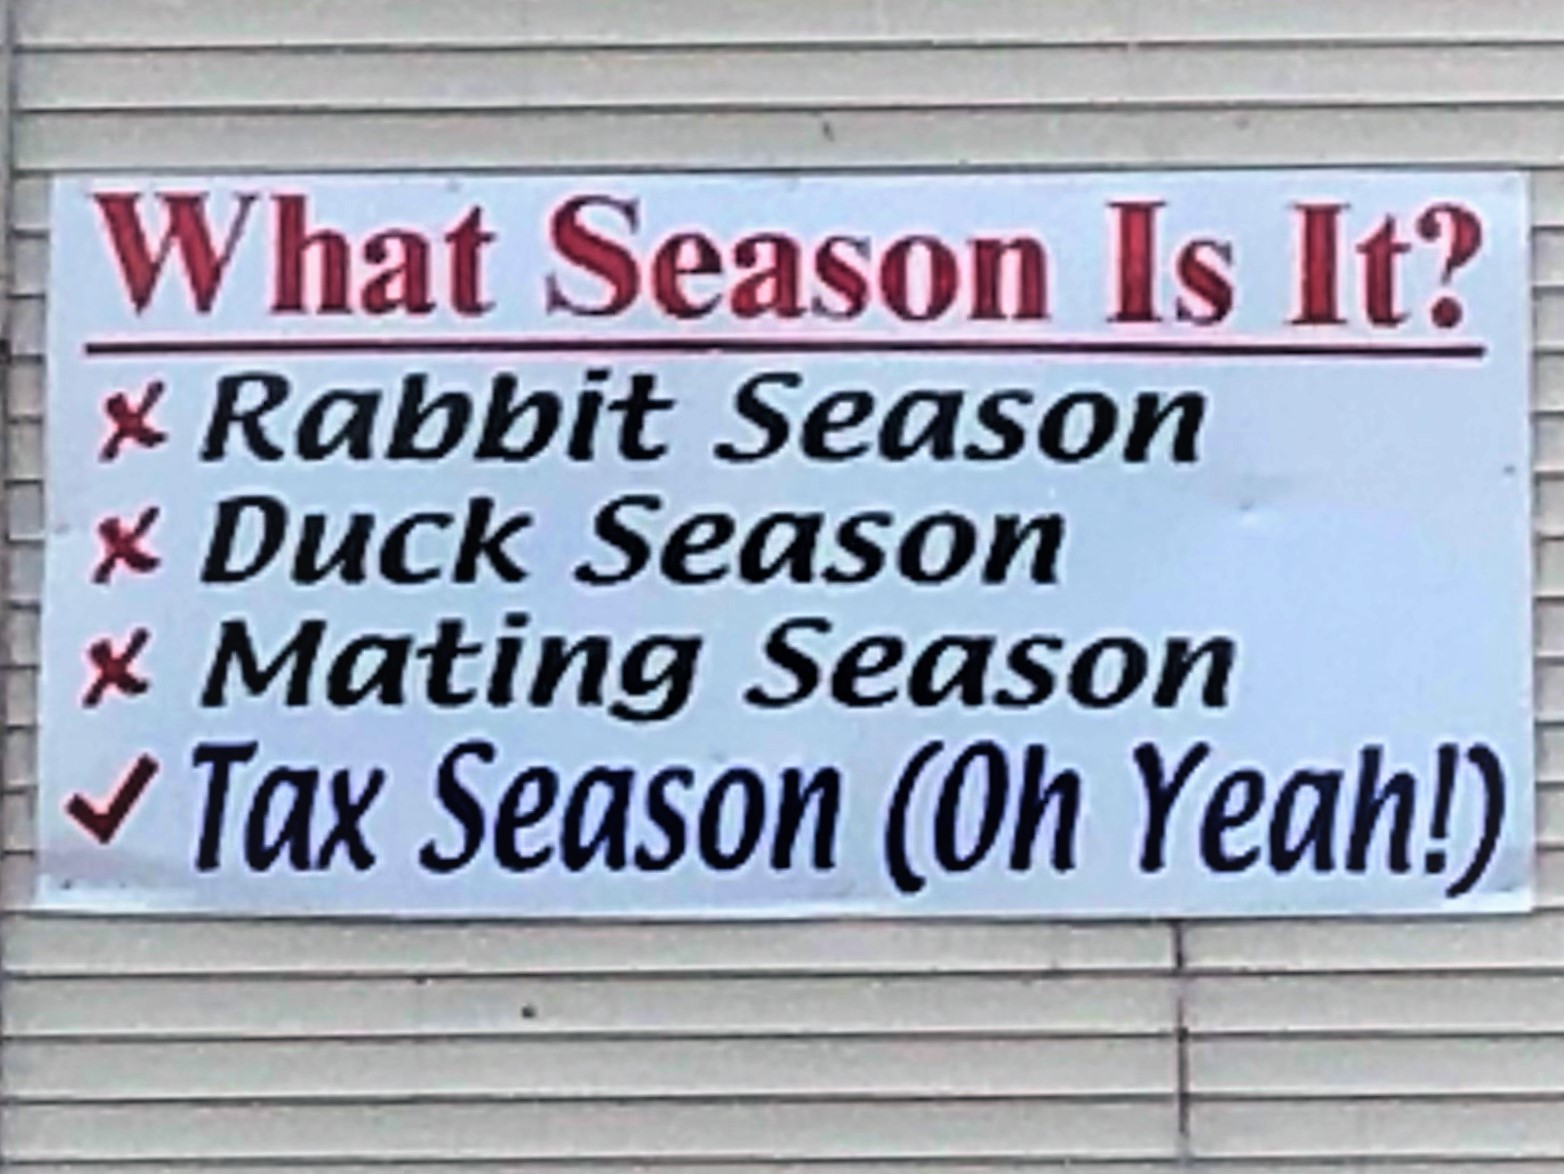 What Season Is It?
✗ Rabbit Season
✗ Duck Season
✗ Mating Season
✓ Tax Season (Oh Yeah!)